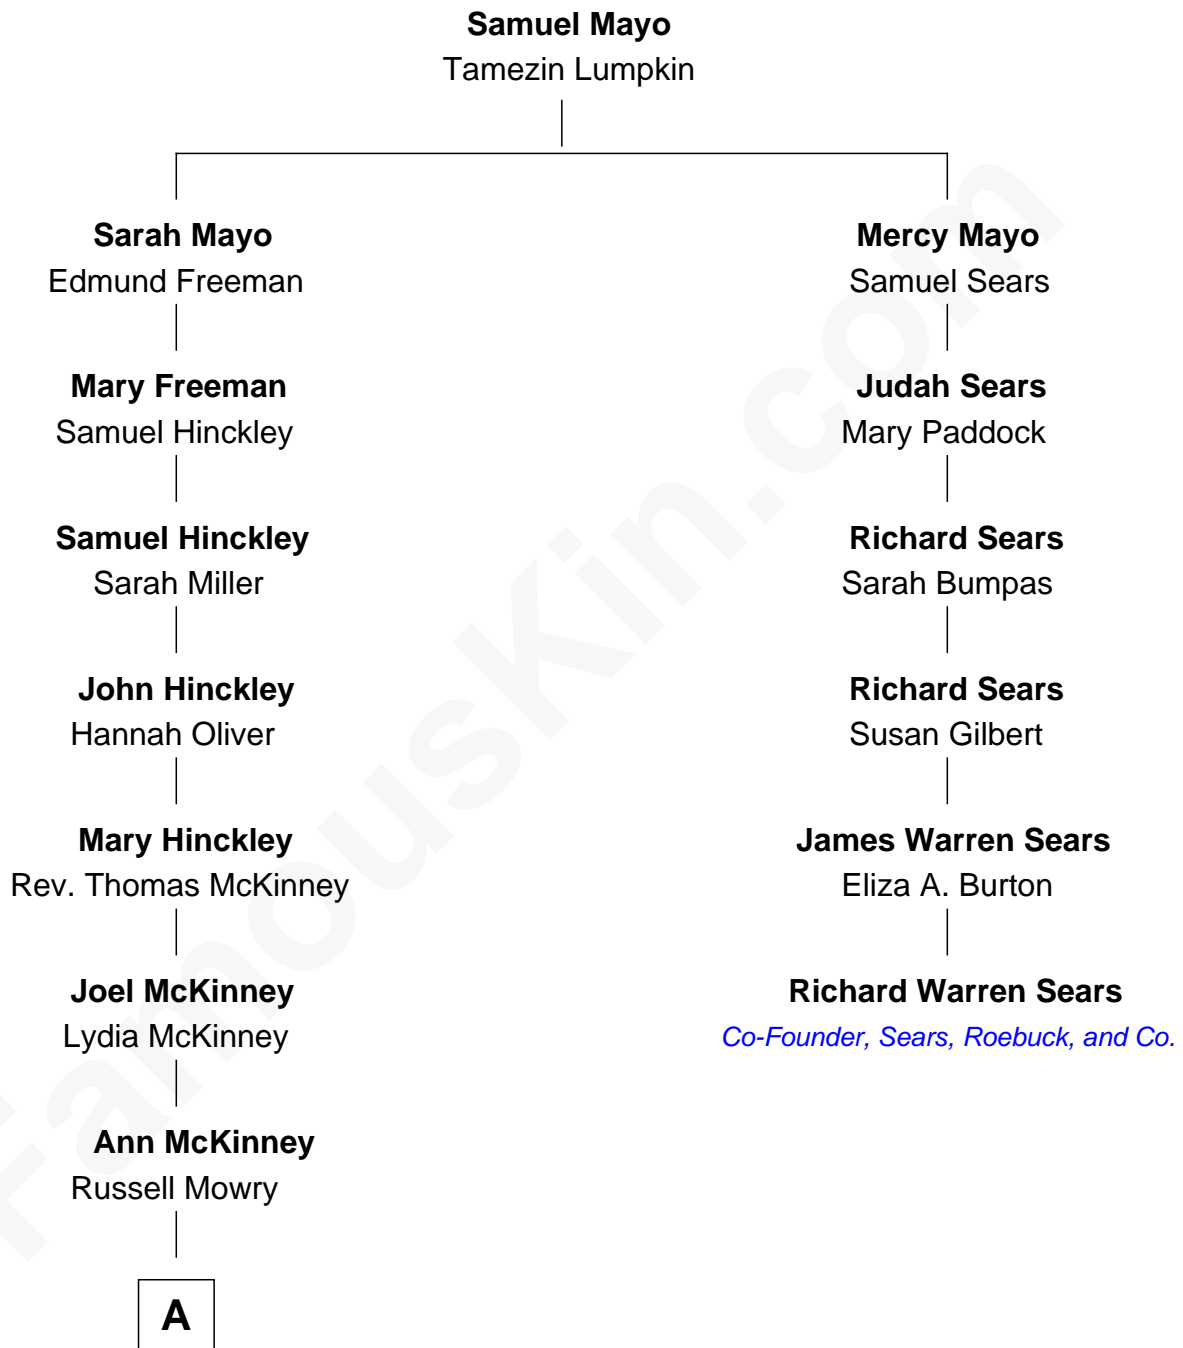 Samuel Mayo
Tamezin Lumpkin
Sarah Mayo
Edmund Freeman
Mercy Mayo
Samuel Sears
Mary Freeman
Samuel Hinckley
Judah Sears
Mary Paddock
Samuel Hinckley
Sarah Miller
Richard Sears
Sarah Bumpas
John Hinckley
Hannah Oliver
Richard Sears
Susan Gilbert
Mary Hinckley
Rev. Thomas McKinney
James Warren Sears
Eliza A. Burton
Joel McKinney
Lydia McKinney
Richard Warren Sears
Co-Founder, Sears, Roebuck, and Co.
Ann McKinney
Russell Mowry
A
FamousKin.com